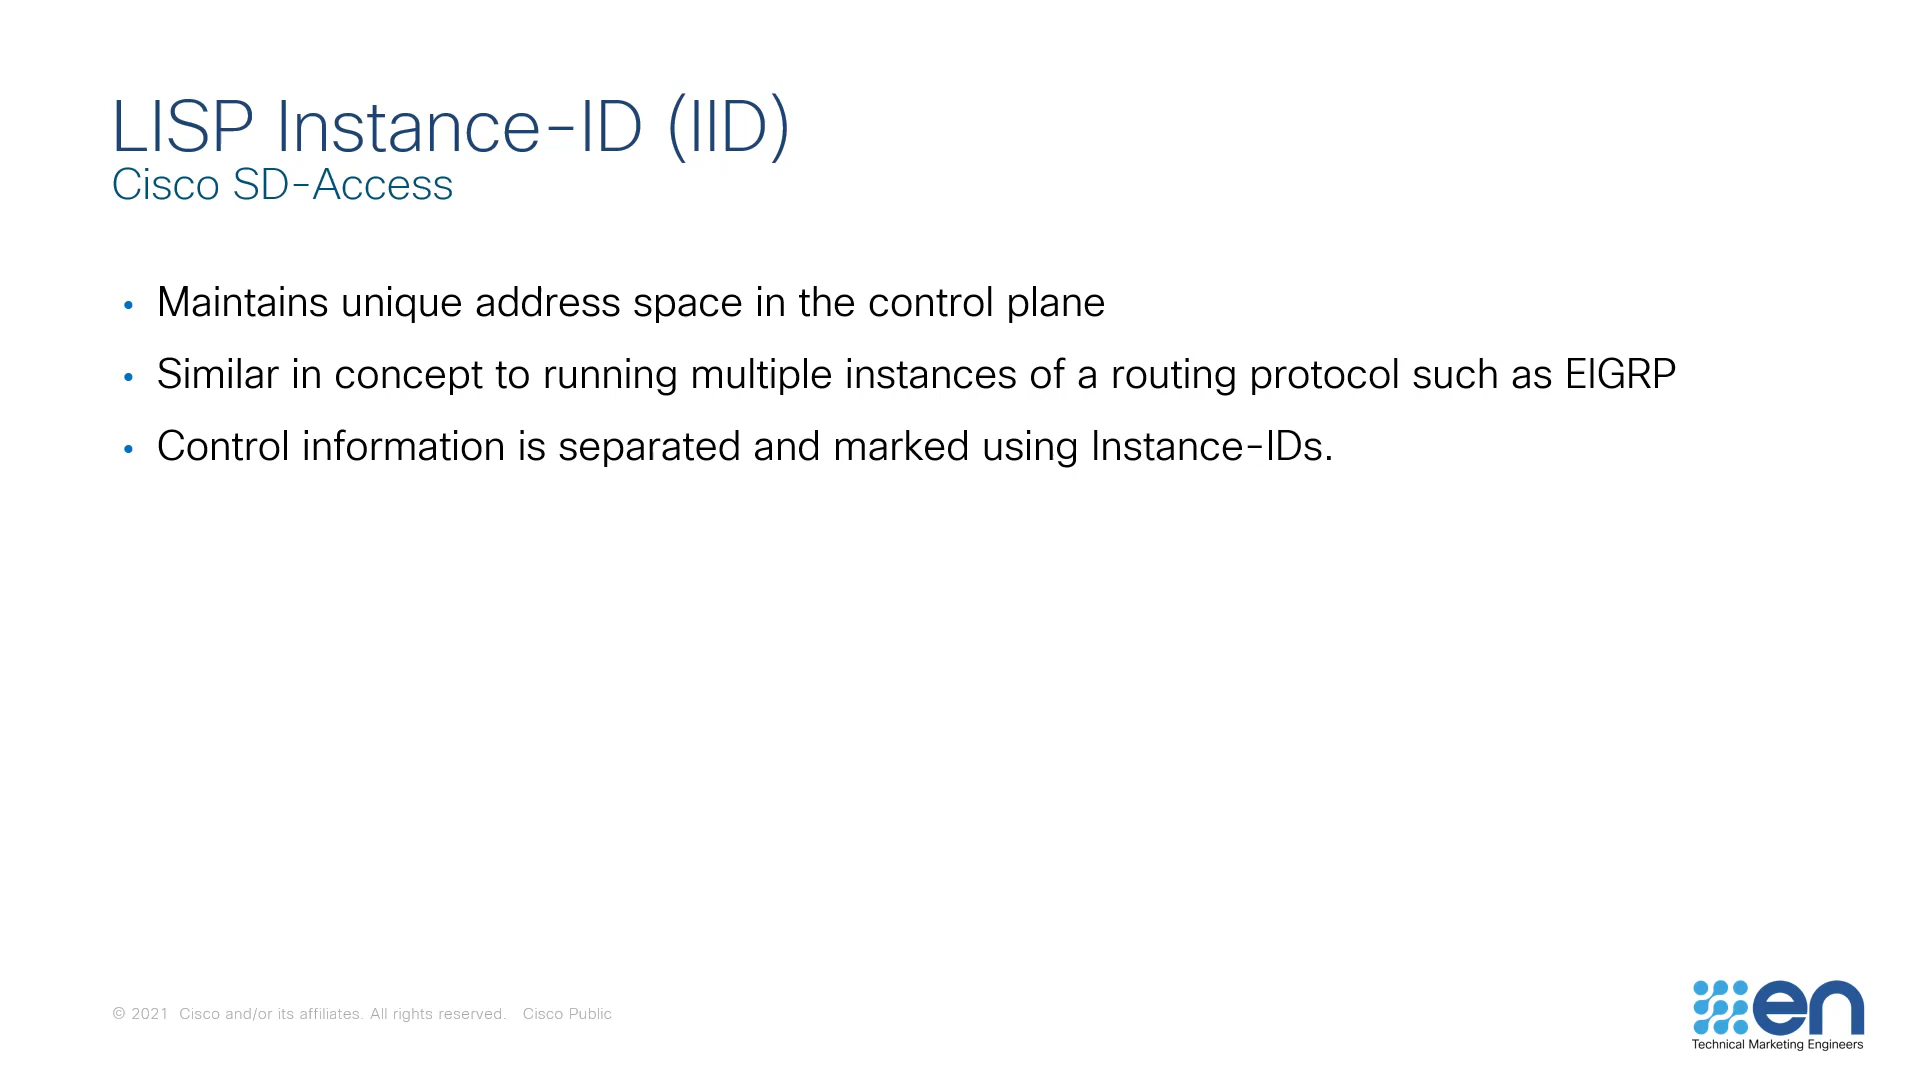 LISP Instance-ID (IID)
Cisco SD-Access
• Maintains unique address space in the control plane
• Similar in concept to running multiple instances of a routing protocol such as EIGRP
• Control information is separated and marked using Instance-IDs.
© 2021 Cisco and/or its affiliates. All rights reserved. Cisco Public
en
Technical Marketing Engineers